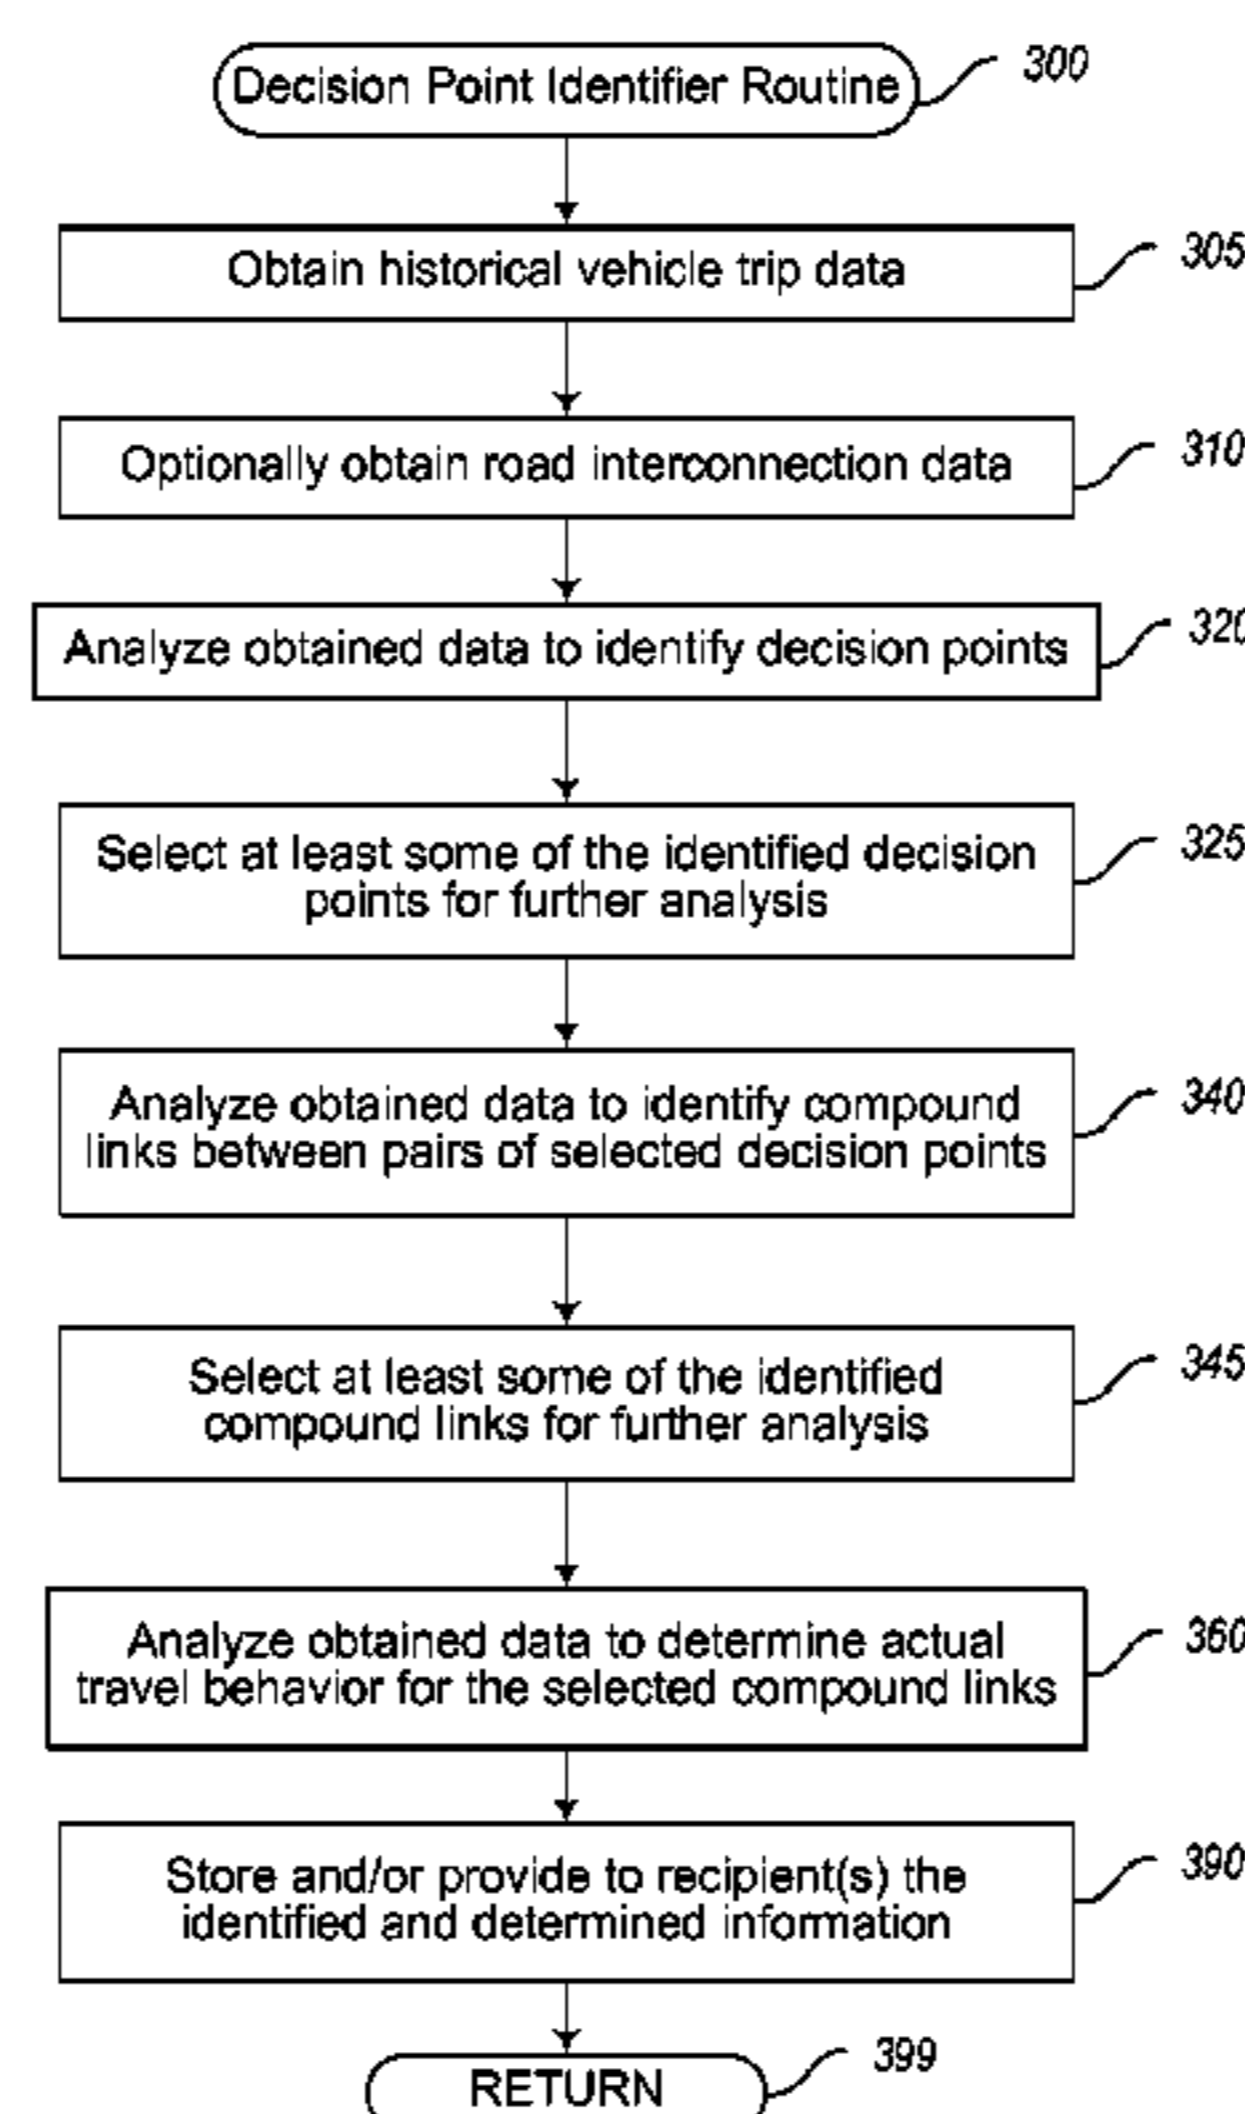 Decision Point Identifier Routine
300
Obtain historical vehicle trip data
305
Optionally obtain road interconnection data
310
Analyze obtained data to identify decision points
320
Select at least some of the identified decision
points for further analysis
325
Analyze obtained data to identify compound
links between pairs of selected decision points
340
Select at least some of the identified
compound links for further analysis
345
Analyze obtained data to determine actual
travel behavior for the selected compound links
360
Store and/or provide to recipient(s) the
identified and determined information
390
RETURN
399